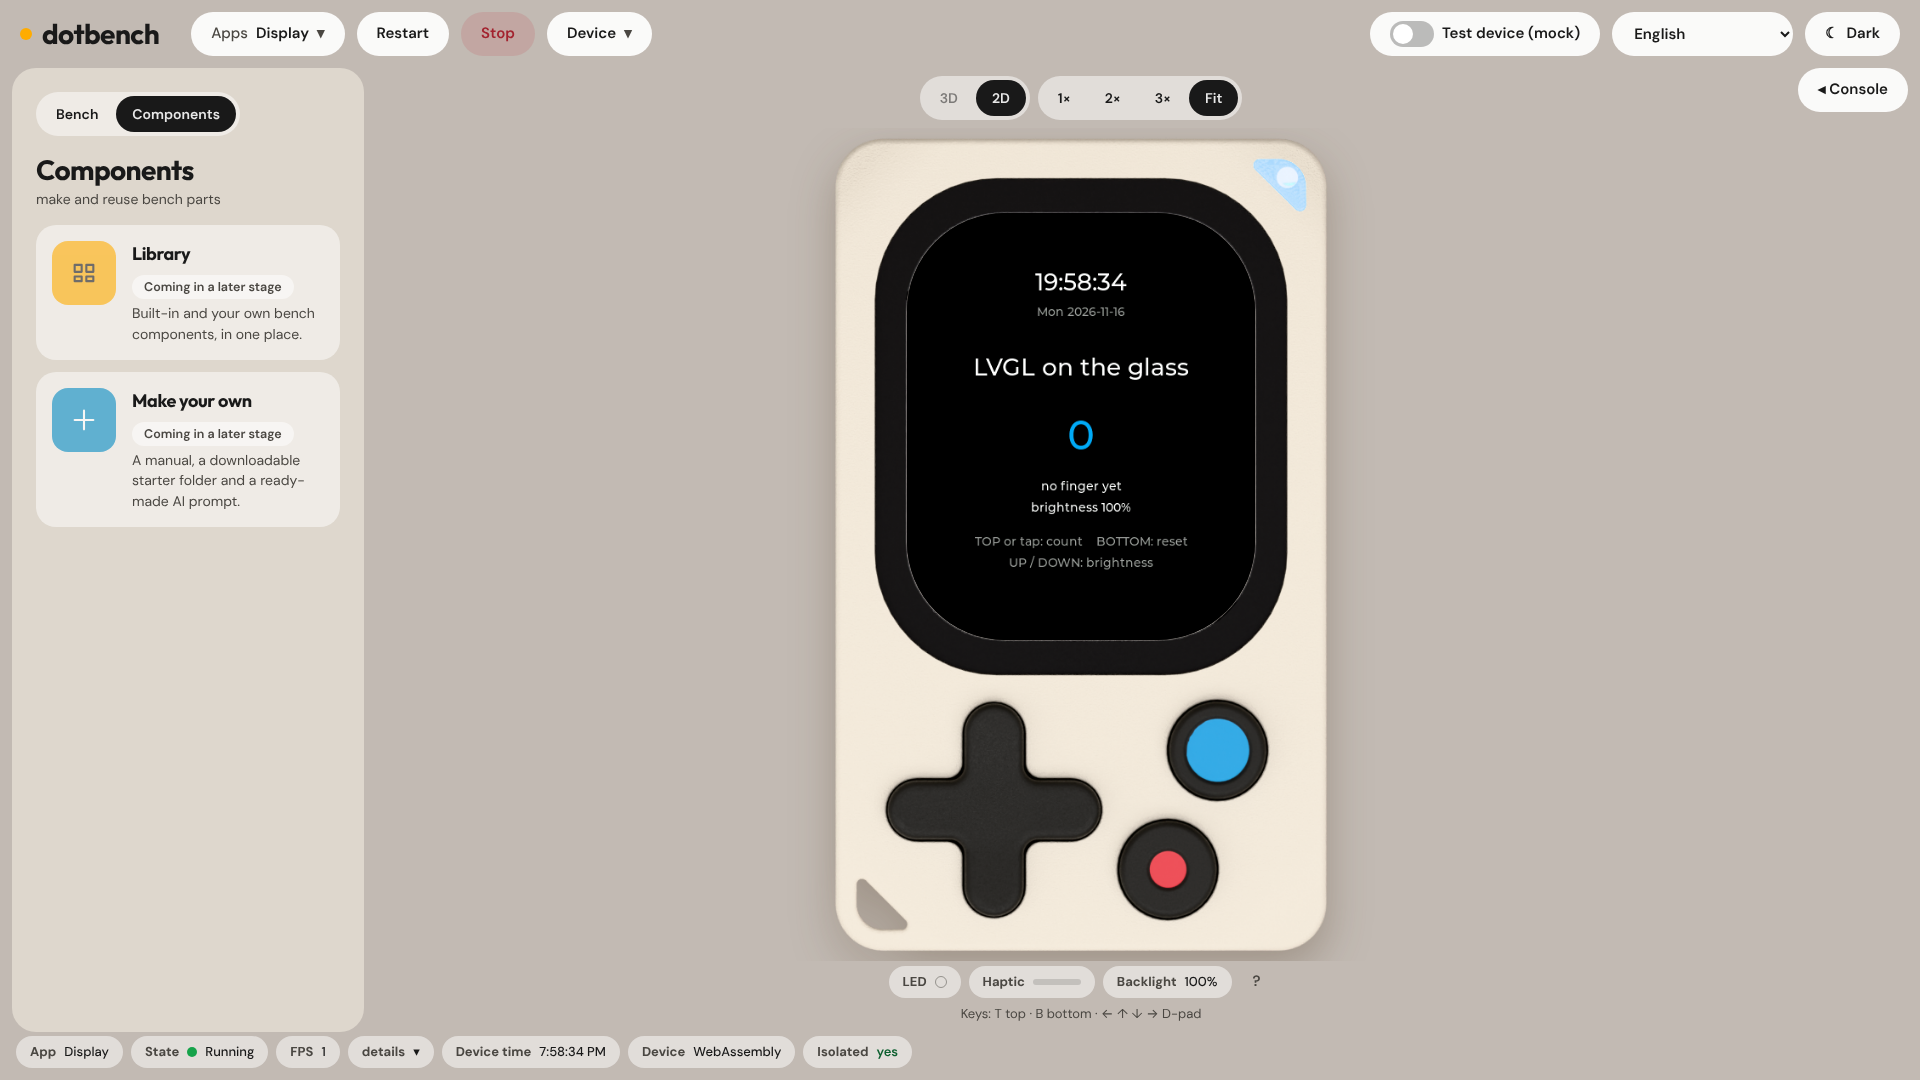 dotbench
Apps Display ▾
Restart
Stop
Device ▾
Test device (mock)
English
Dark
Bench
Components
3D
2D
1×
2×
3×
Fit
◂ Console
Components
make and reuse bench parts
Library
Coming in a later stage
Built-in and your own bench
components, in one place.
Make your own
Coming in a later stage
A manual, a downloadable
starter folder and a ready-
made AI prompt.
19:58:34
Mon 2026-11-16
LVGL on the glass
0
no finger yet
brightness 100%
TOP or tap: count BOTTOM: reset
UP / DOWN: brightness
LED
Haptic
Backlight 100%
?
Keys: T top · B bottom · ← ↑ ↓ → D-pad
App Display
State Running
FPS 1
details ▾
Device time 7:58:34 PM
Device WebAssembly
Isolated yes